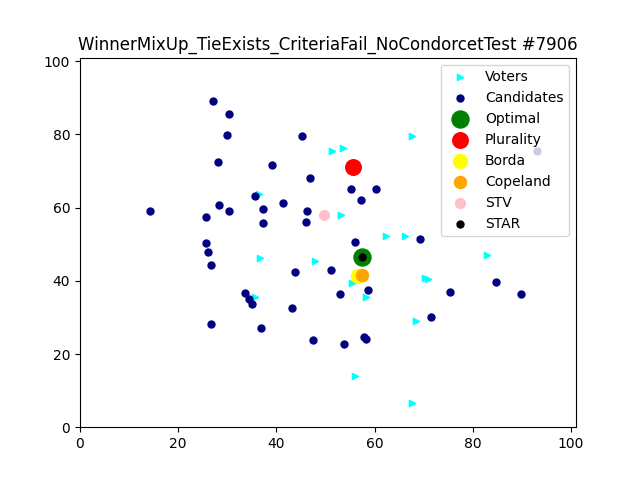 WinnerMixUp_TieExists_CriteriaFail_NoCondorcetTest #7906
100
80
60
40
20
0
0 20 40 60 80 100
Voters
Candidates
Optimal
Plurality
Borda
Copeland
STV
STAR